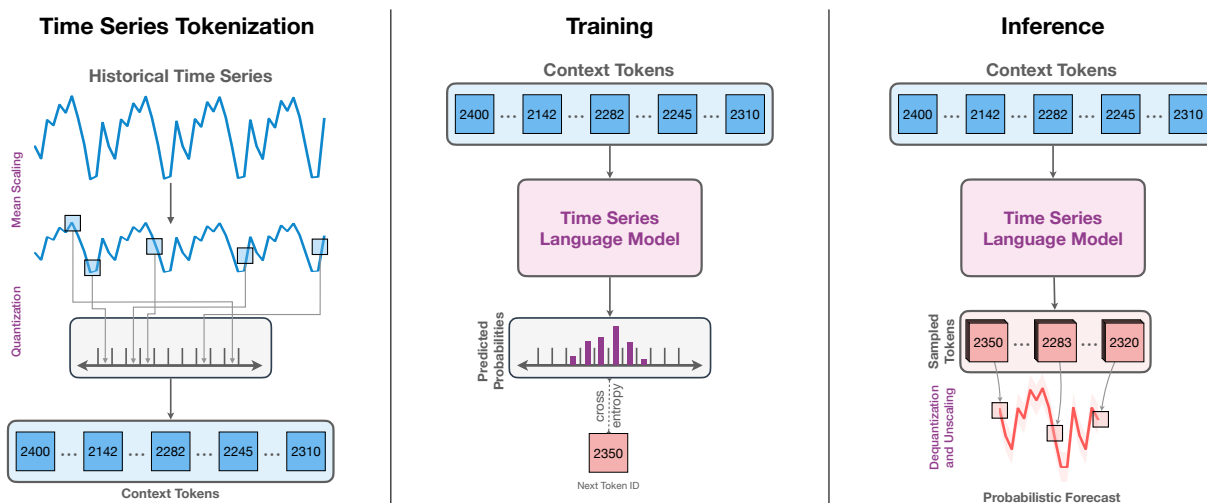 Time Series Tokenization
Historical Time Series
Mean Scaling
Quantization
2400 ... 2142 ... 2282 ... 2245 ... 2310
Context Tokens
Training
Context Tokens
2400 ... 2142 ... 2282 ... 2245 ... 2310
Time Series
Language Model
Predicted
Probabilities
cross
entropy
2350
Next Token ID
Inference
Context Tokens
2400 ... 2142 ... 2282 ... 2245 ... 2310
Time Series
Language Model
Sampled
Tokens
2350 ... 2283 ... 2320
Dequantization
and Unscaling
Probabilistic Forecast